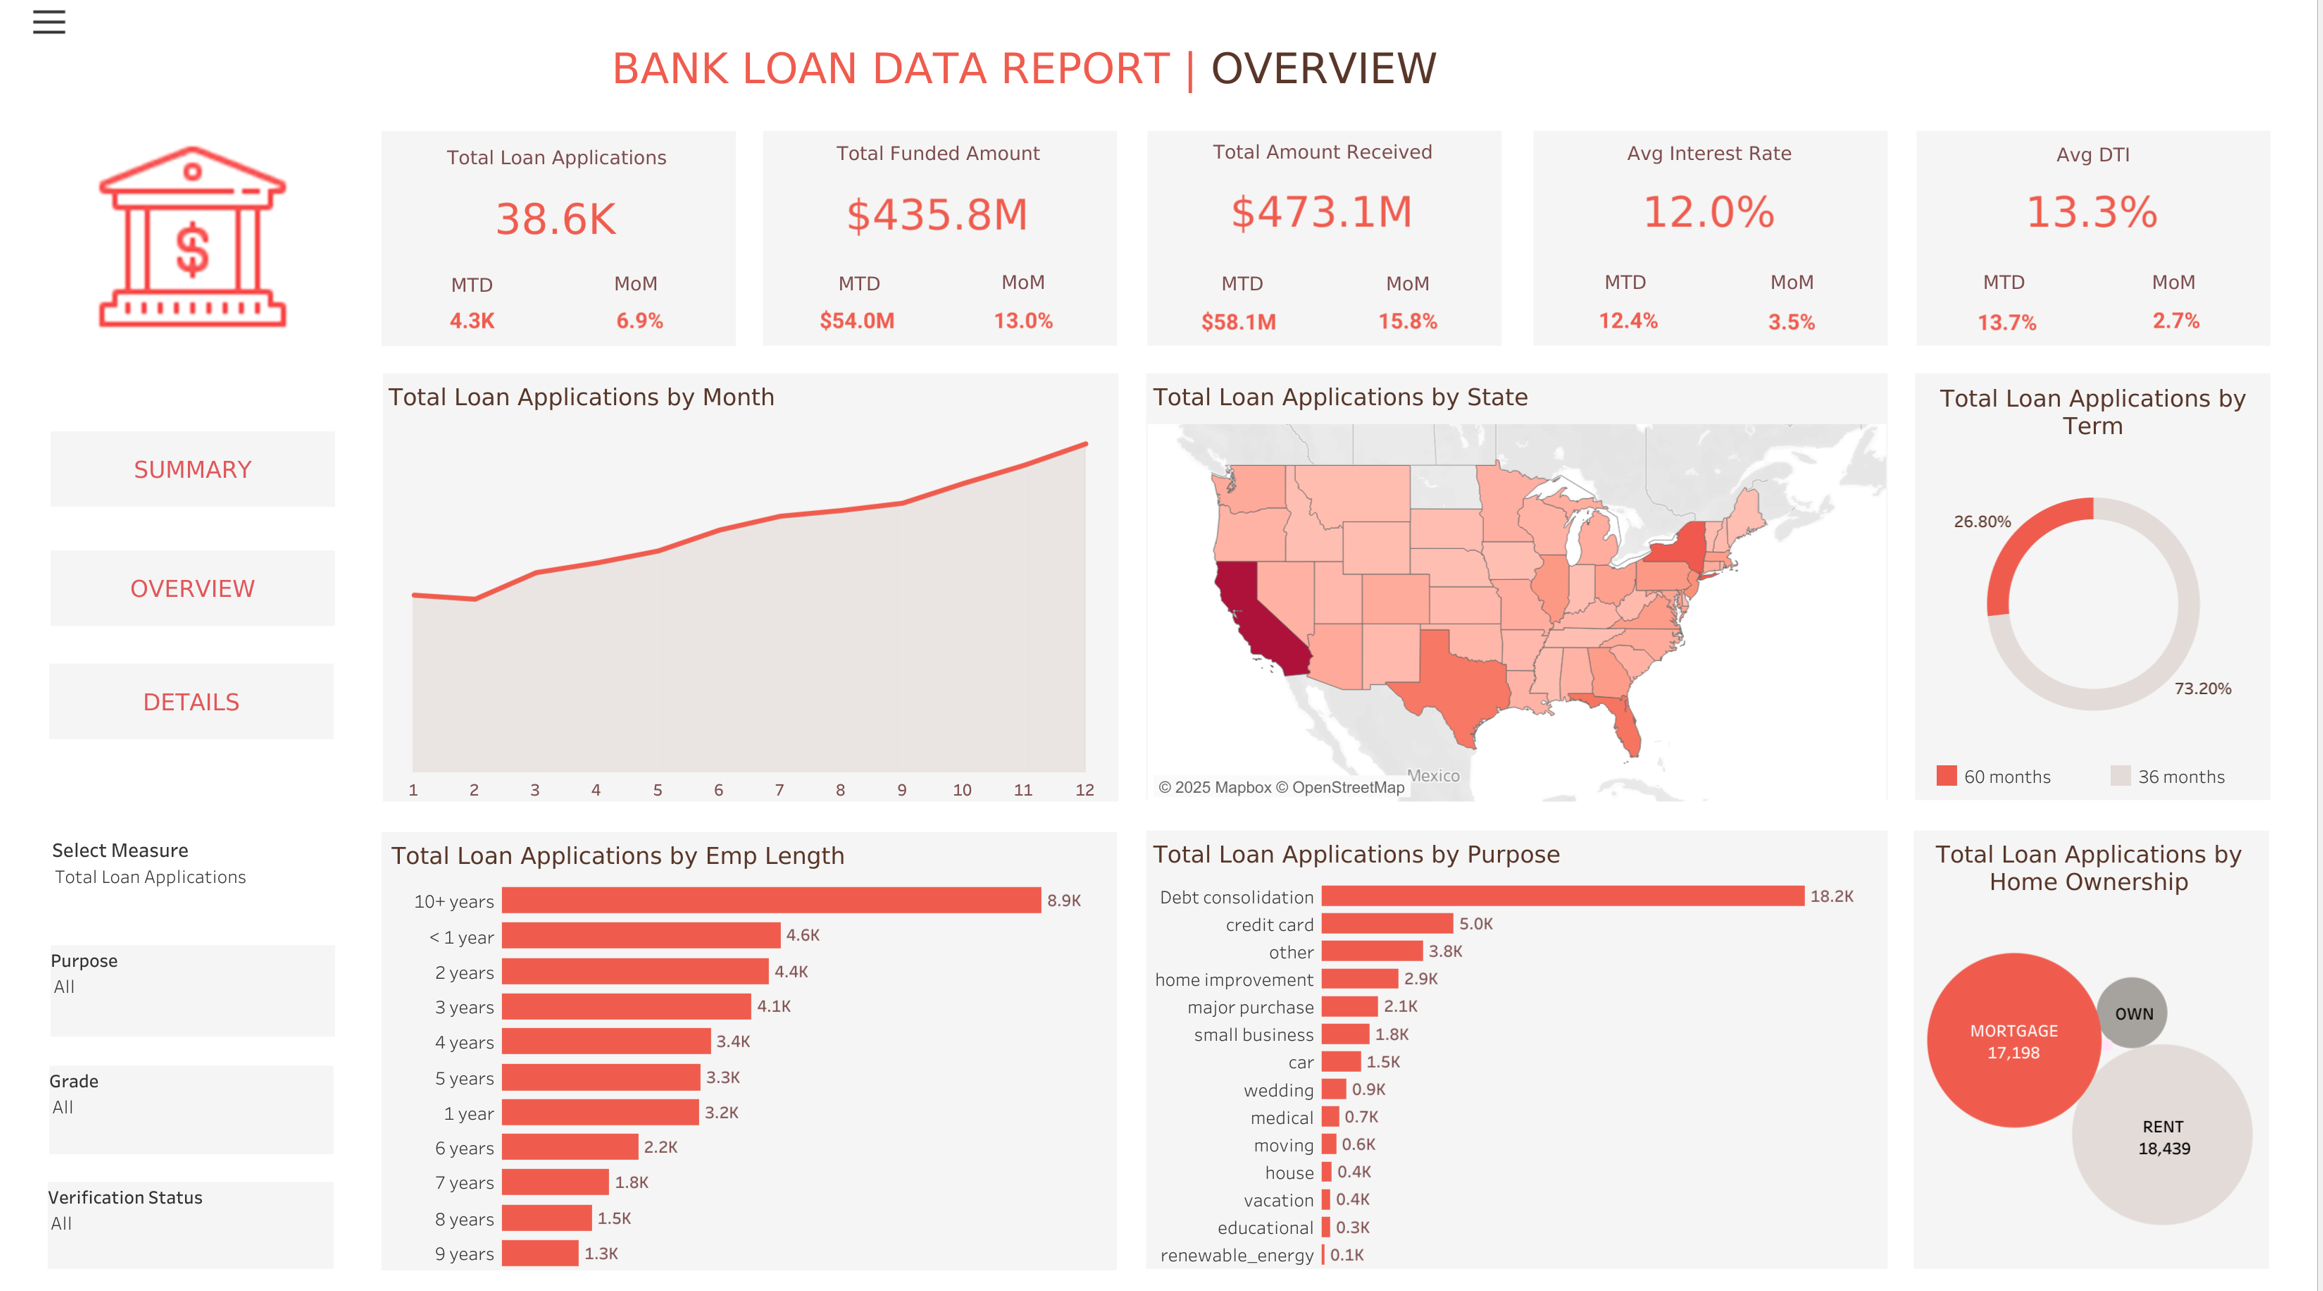 BANK LOAN DATA REPORT | OVERVIEW
Total Loan Applications
38.6K
MTD MoM
4.3K 6.9%
Total Funded Amount
$435.8M
MTD MoM
$54.0M 13.0%
Total Amount Received
$473.1M
MTD MoM
$58.1M 15.8%
Avg Interest Rate
12.0%
MTD MoM
12.4% 3.5%
Avg DTI
13.3%
MTD MoM
13.7% 2.7%
$
SUMMARY
OVERVIEW
DETAILS
Select Measure
Total Loan Applications
Purpose
All
Grade
All
Verification Status
All
Total Loan Applications by Month
1 2 3 4 5 6 7 8 9 10 11 12
Total Loan Applications by State
Mexico
© 2025 Mapbox © OpenStreetMap
Total Loan Applications by
Term
26.80%
73.20%
60 months 36 months
Total Loan Applications by Emp Length
10+ years 8.9K
< 1 year 4.6K
2 years 4.4K
3 years 4.1K
4 years 3.4K
5 years 3.3K
1 year 3.2K
6 years 2.2K
7 years 1.8K
8 years 1.5K
9 years 1.3K
Total Loan Applications by Purpose
Debt consolidation 18.2K
credit card 5.0K
other 3.8K
home improvement 2.9K
major purchase 2.1K
small business 1.8K
car 1.5K
wedding 0.9K
medical 0.7K
moving 0.6K
house 0.4K
vacation 0.4K
educational 0.3K
renewable_energy 0.1K
Total Loan Applications by
Home Ownership
OWN
MORTGAGE
17,198
RENT
18,439